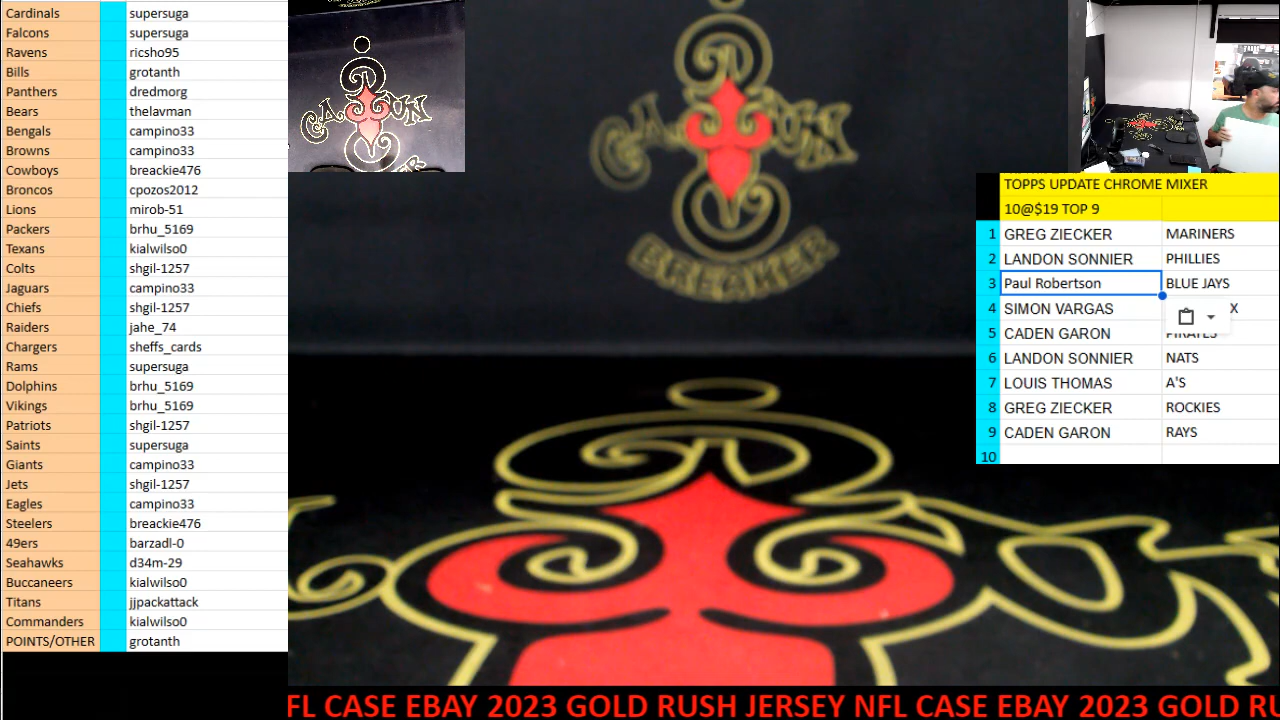 Cardinals supersuga
Falcons supersuga
Ravens ricsho95
Bills grotanth
Panthers dredmorg
Bears thelavman
Bengals campino33
Browns campino33
Cowboys breackie476
Broncos cpozos2012
Lions mirob-51
Packers brhu_5169
Texans kialwilso0
Colts shgil-1257
Jaguars campino33
Chiefs shgil-1257
Raiders jahe_74
Chargers sheffs_cards
Rams supersuga
Dolphins brhu_5169
Vikings brhu_5169
Patriots shgil-1257
Saints supersuga
Giants campino33
Jets shgil-1257
Eagles campino33
Steelers breackie476
49ers barzadl-0
Seahawks d34m-29
Buccaneers kialwilso0
Titans jjpackattack
Commanders kialwilso0
POINTS/OTHER grotanth
CAJUN
BREAKER
TOPPS UPDATE CHROME MIXER
10@$19 TOP 9
1 GREG ZIECKER MARINERS
2 LANDON SONNIER PHILLIES
3 Paul Robertson BLUE JAYS
4 SIMON VARGAS X
5 CADEN GARON PIRATES
6 LANDON SONNIER NATS
7 LOUIS THOMAS A'S
8 GREG ZIECKER ROCKIES
9 CADEN GARON RAYS
10
FL CASE EBAY 2023 GOLD RUSH JERSEY NFL CASE EBAY 2023 GOLD RU